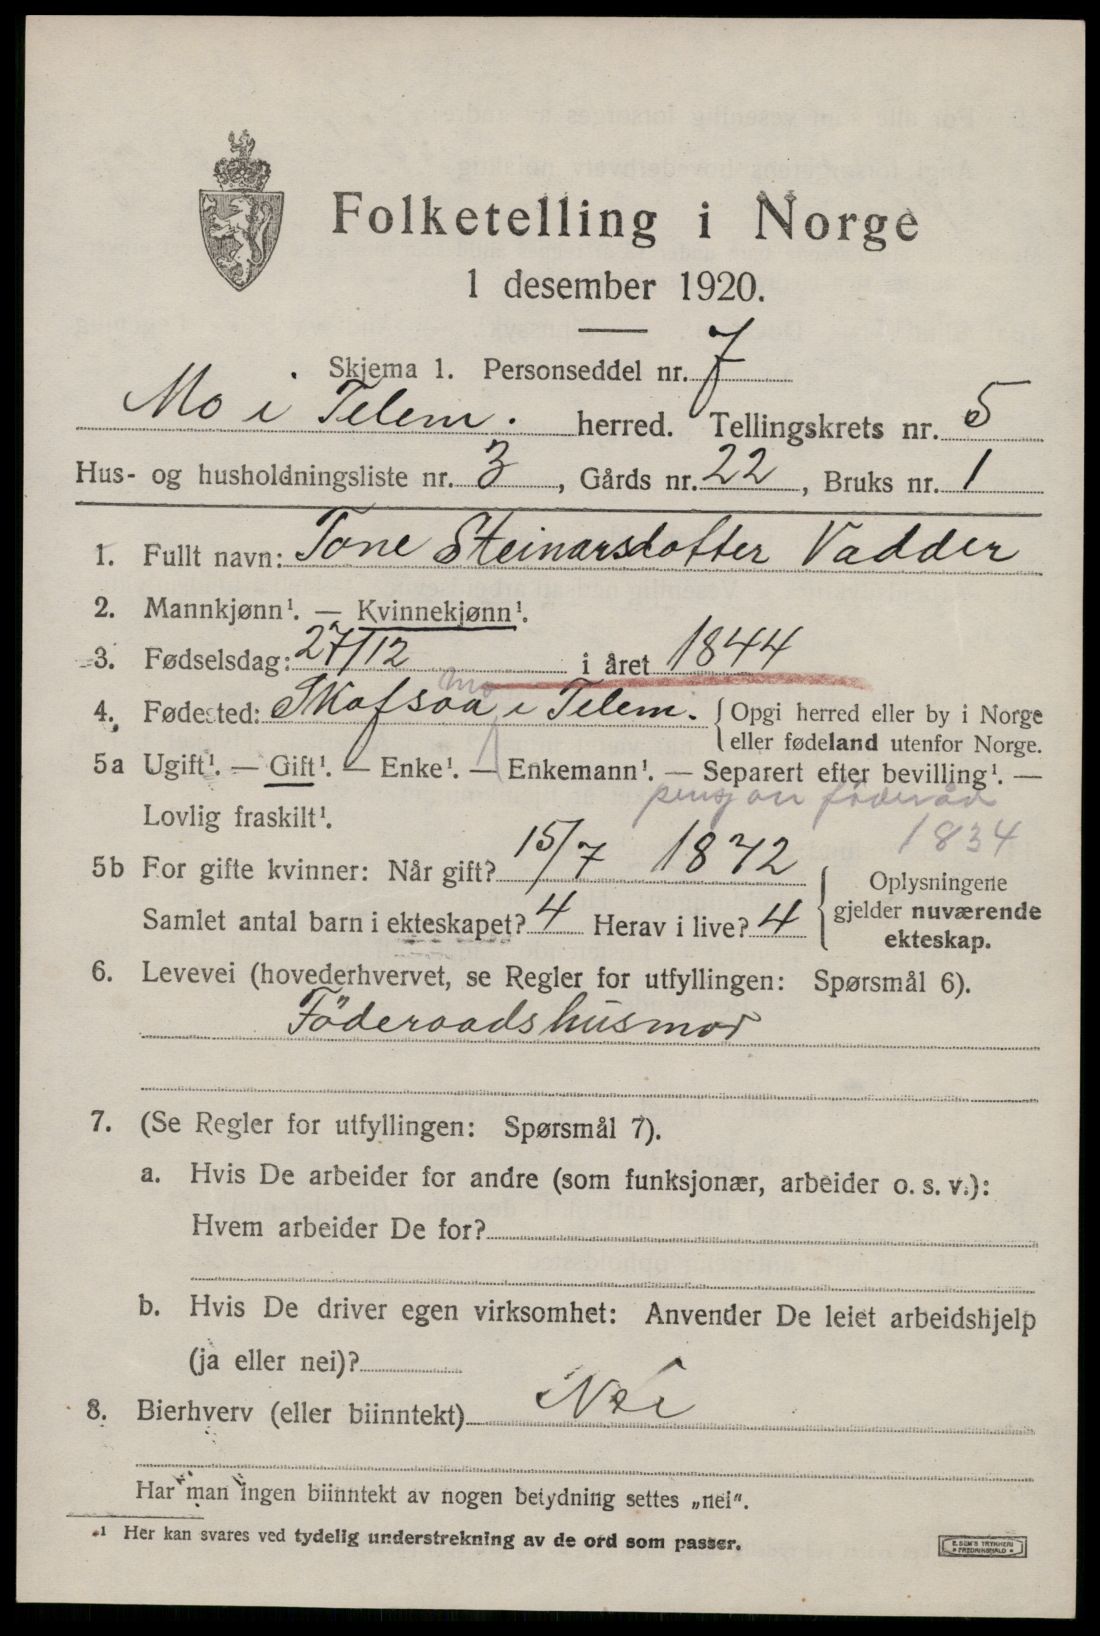 Folketelling i Norge
1 desember 1920.
Skjema 1. Personseddel nr. 7
Mo i Telem. herred. Tellingskrets nr. 5
Hus- og husholdningsliste nr. 3, Gårds nr. 22, Bruks nr. 1
1. Fullt navn: Tone Steinarsdotter Vadder
2. Mannkjønn¹. — Kvinnekjønn¹.
3. Fødselsdag: 27/12 i året 1844
Mo
4. Fødested: Skafsaa i Telem. { Opgi herred eller by i Norge
eller fødeland utenfor Norge.
5a Ugift¹. — Gift¹. — Enke¹. — Enkemann¹. — Separert efter bevilling¹. —
pensjon föderåd
Lovlig fraskilt¹.
1834
5b For gifte kvinner: Når gift? 15/7 1872
Samlet antal barn i ekteskapet? 4 Herav i live? 4
{ Oplysningene
gjelder nuværende
ekteskap.
6. Levevei (hovederhvervet, se Regler for utfyllingen: Spørsmål 6).
Föderaadshusmor
7. (Se Regler for utfyllingen: Spørsmål 7).
a. Hvis De arbeider for andre (som funksjonær, arbeider o. s. v.):
Hvem arbeider De for?
b. Hvis De driver egen virksomhet: Anvender De leiet arbeidshjelp
(ja eller nei)?
8. Bierhverv (eller biinntekt) Nei
Har man ingen biinntekt av nogen betydning settes „nei".
¹ Her kan svares ved tydelig understrekning av de ord som passer.
E. SEM'S TRYKKERI
• FREDRIKSHALD •